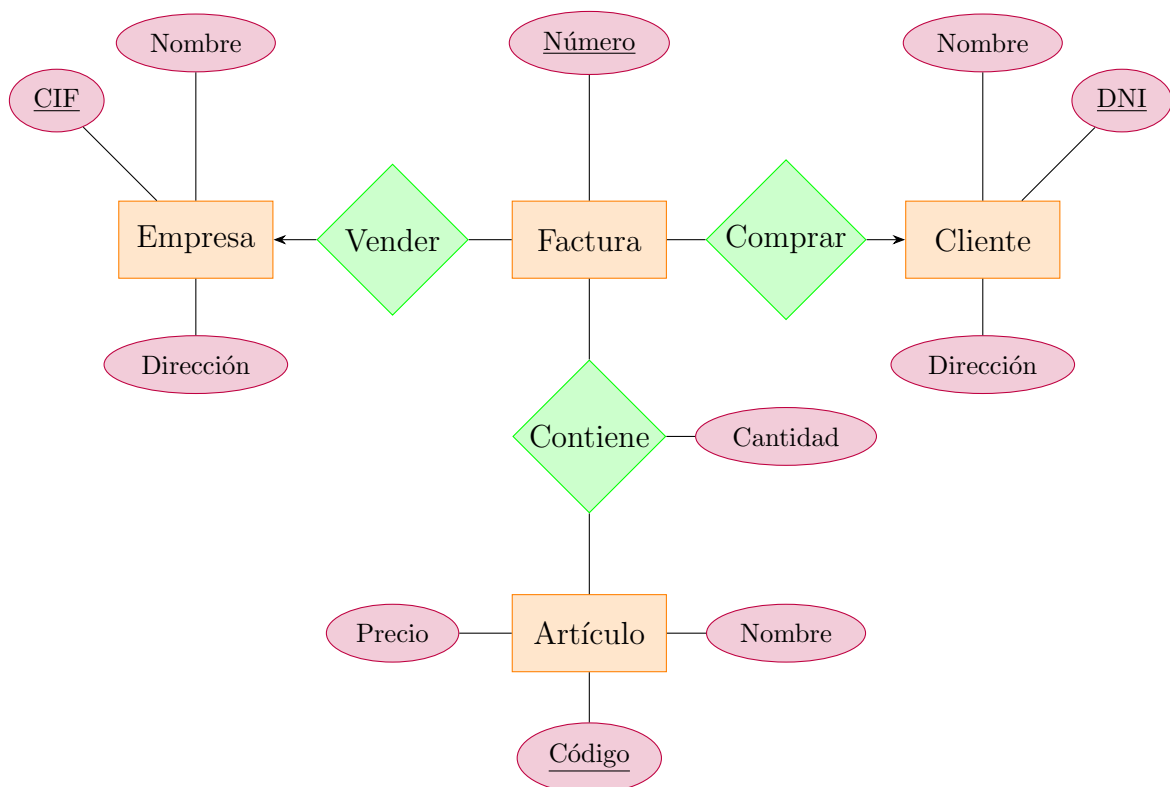 Nombre
Número
Nombre
CIF
DNI
Empresa
Vender
Factura
Comprar
Cliente
Dirección
Dirección
Contiene
Cantidad
Precio
Artículo
Nombre
Código